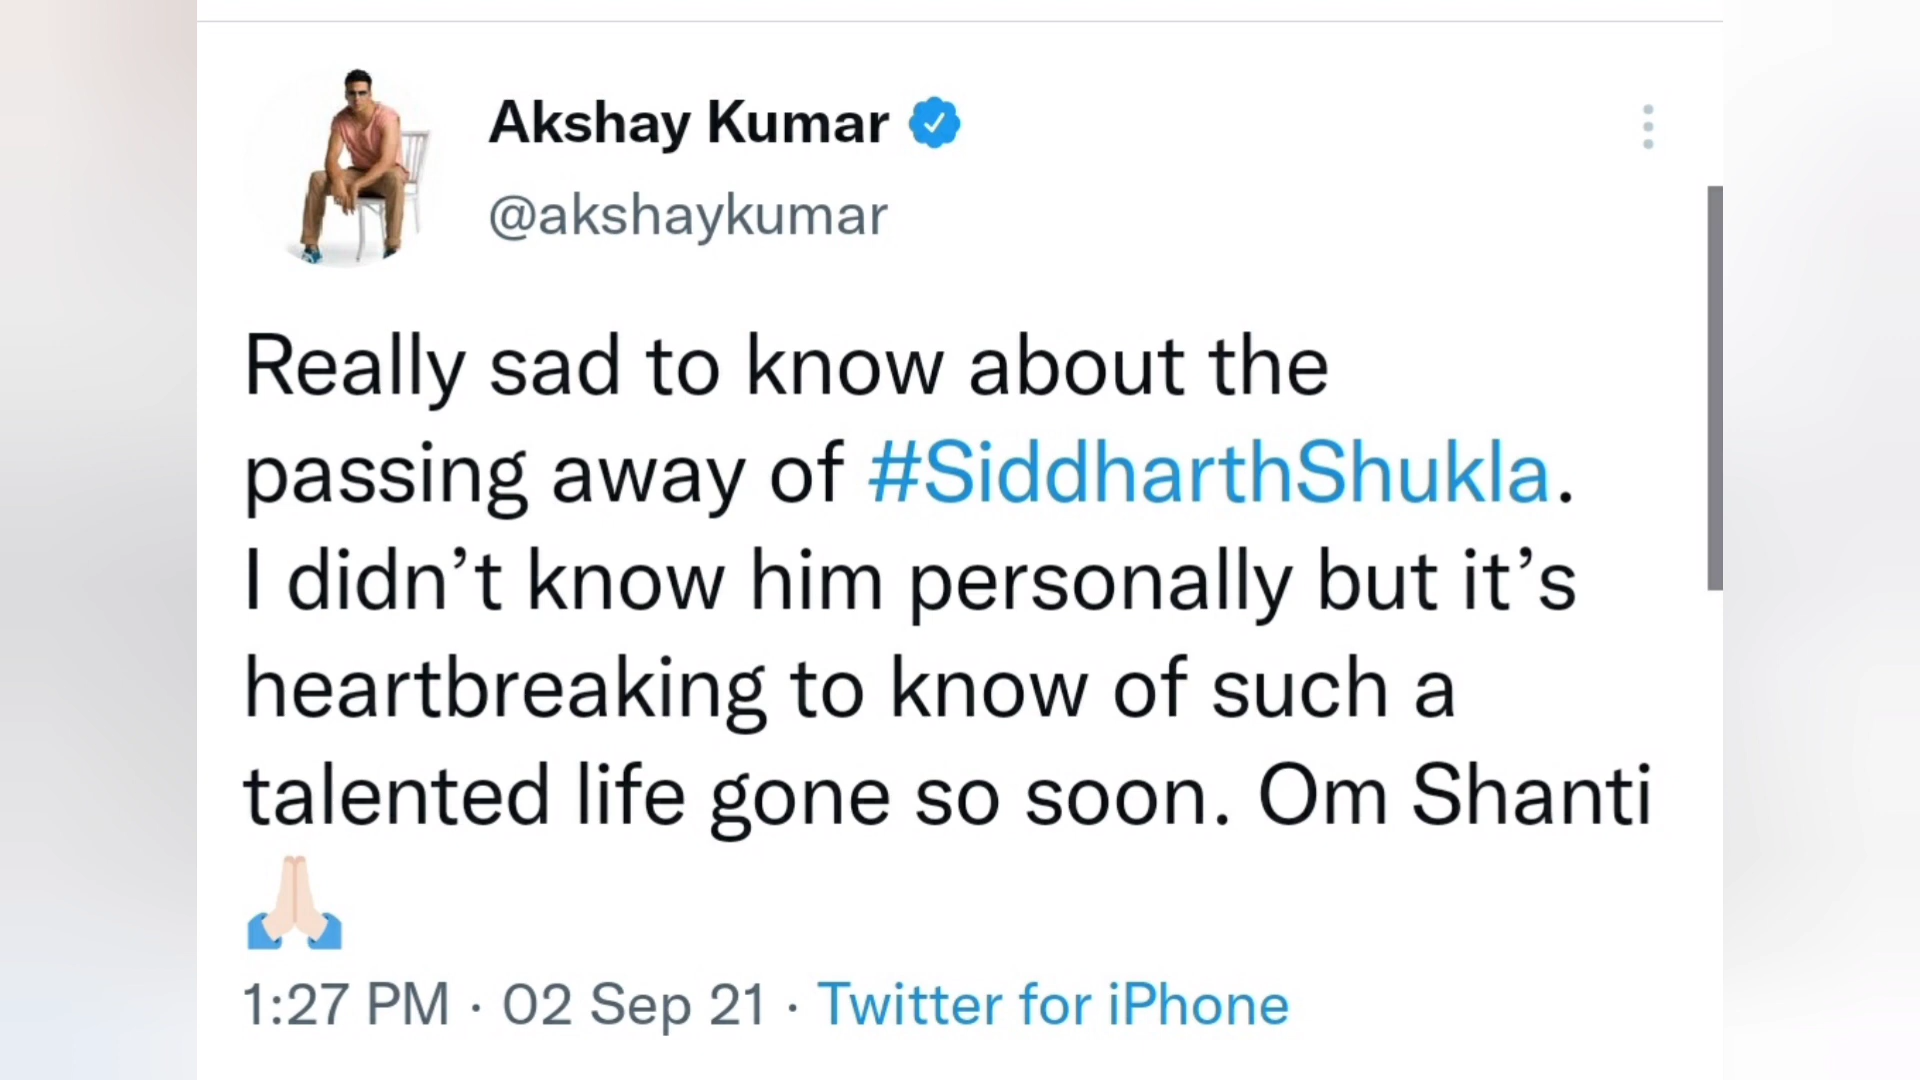 Akshay Kumar
@akshaykumar
Really sad to know about the
passing away of #SiddharthShukla.
I didn’t know him personally but it’s
heartbreaking to know of such a
talented life gone so soon. Om Shanti
🙏🏻
1:27 PM · 02 Sep 21 · Twitter for iPhone